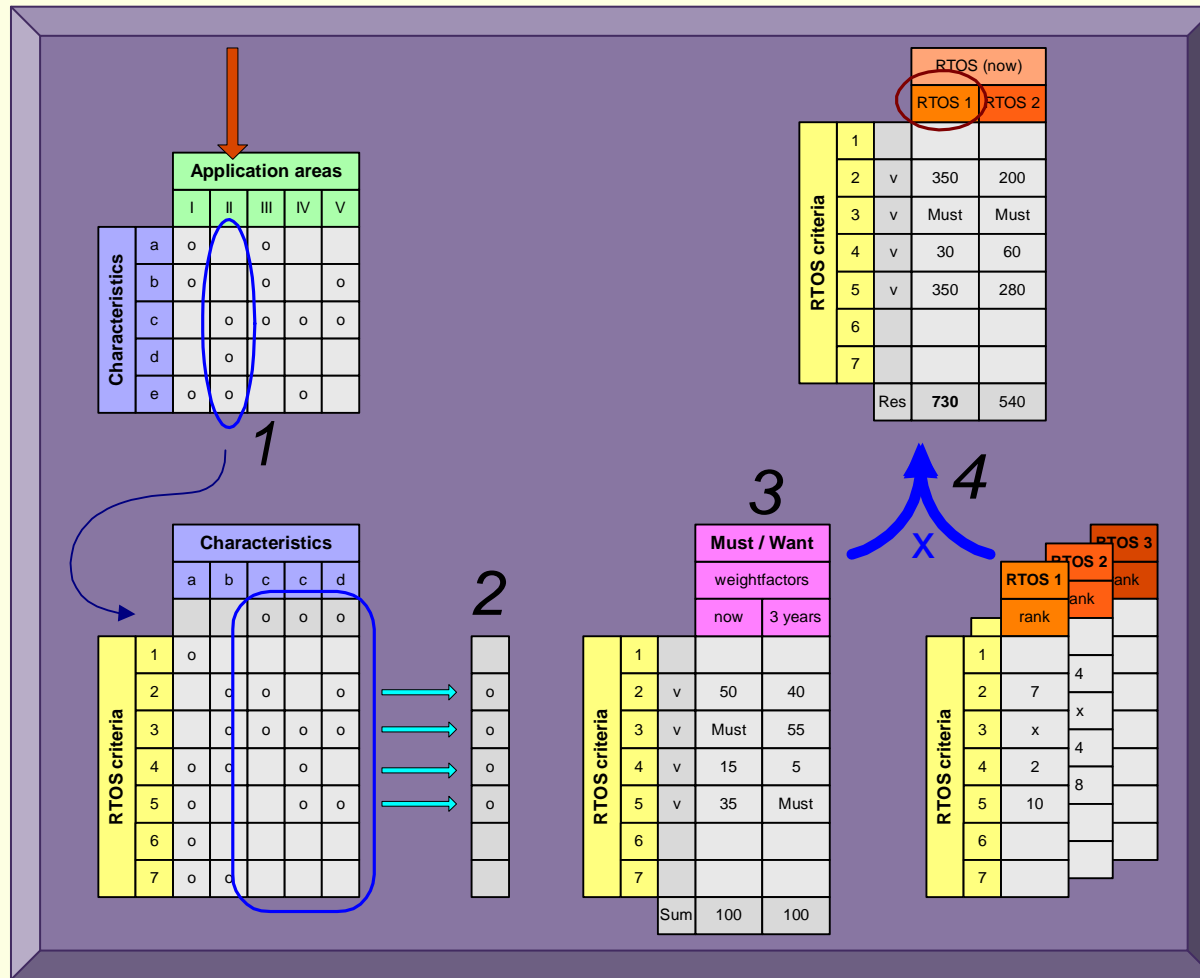 Application areas
I II III IV V
Characteristics
a o o
b o o o
c o o o o
d o
e o o o
1
RTOS (now)
RTOS 1 RTOS 2
RTOS criteria
1
2 v 350 200
3 v Must Must
4 v 30 60
5 v 350 280
6
7
Res 730 540
Characteristics
a b c c d
o o o
RTOS criteria
1 o
2 o o
3 o o o
4 o o
5 o o o
6 o
7 o
2
o
o
o
o
3
Must / Want
weightfactors
now 3 years
RTOS criteria
1
2 v 50 40
3 v Must 55
4 v 15 5
5 v 35 Must
6
7
Sum 100 100
4
x
RTOS 1
rank
RTOS criteria
1
2 7
3 x
4 2
5 10
6
7
RTOS 2
4
x
4
8
RTOS 3